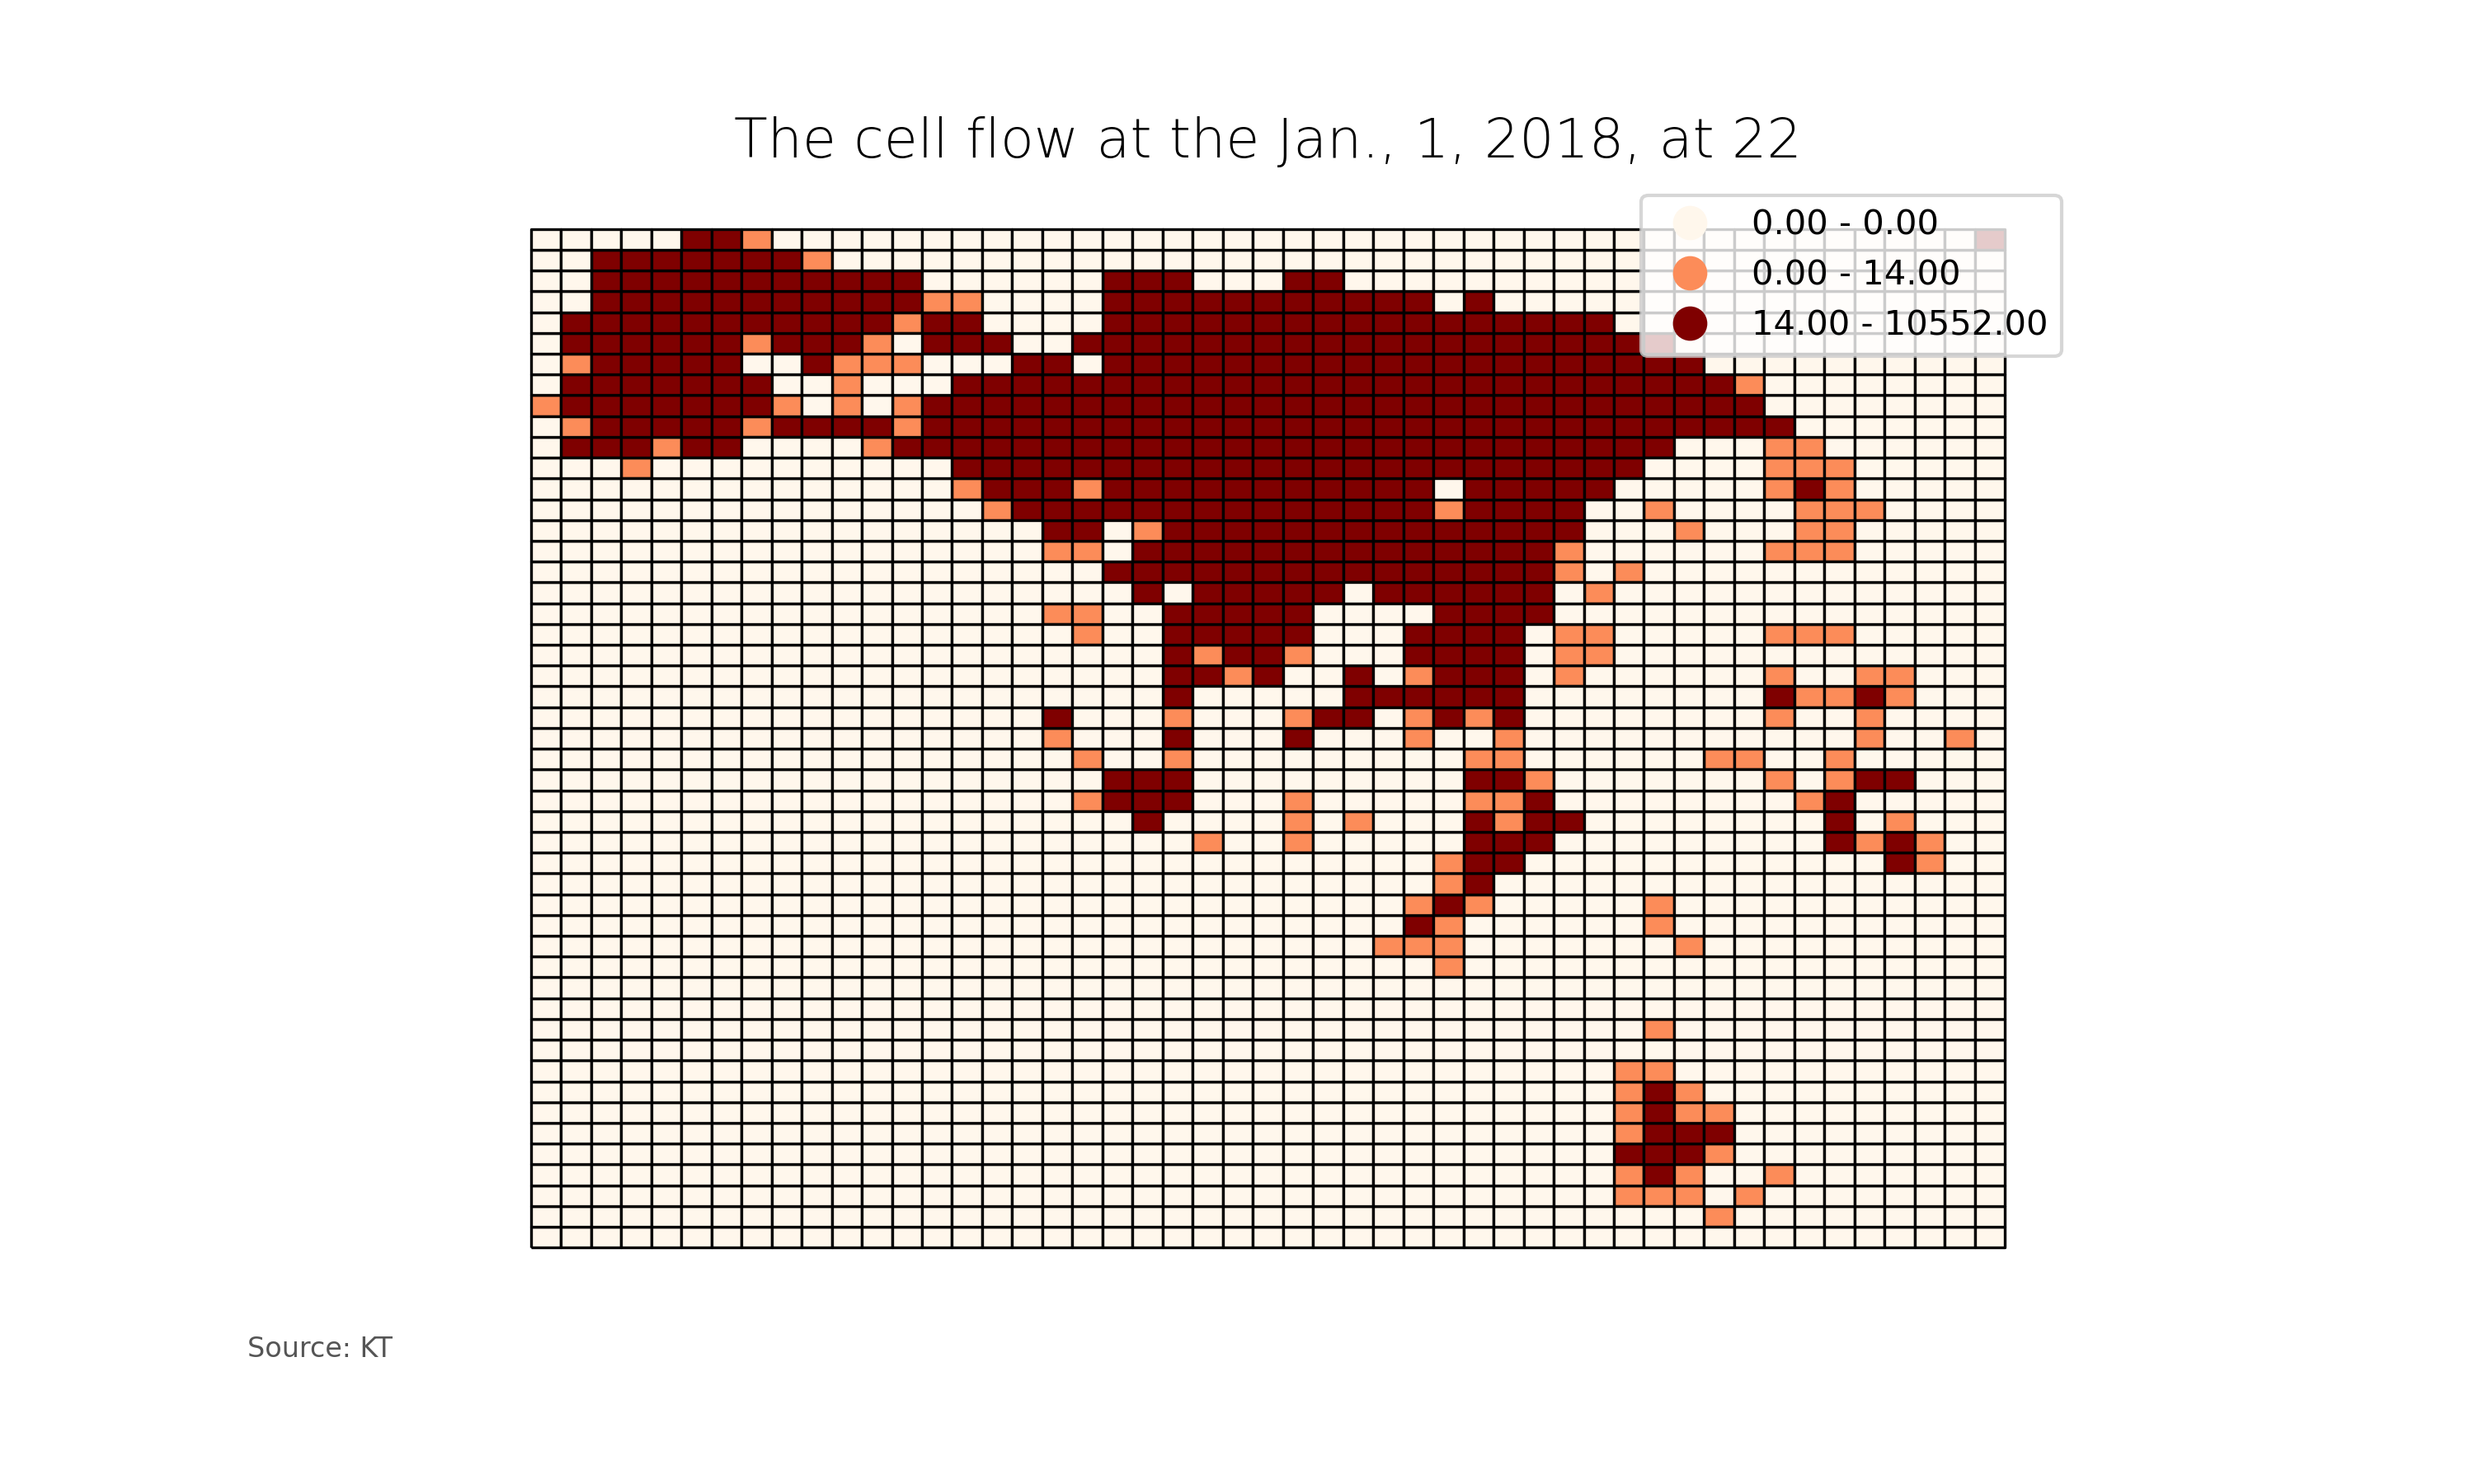 The cell flow at the Jan., 1, 2018, at 22
0.00 - 0.00
0.00 - 14.00
14.00 - 10552.00
Source: KT